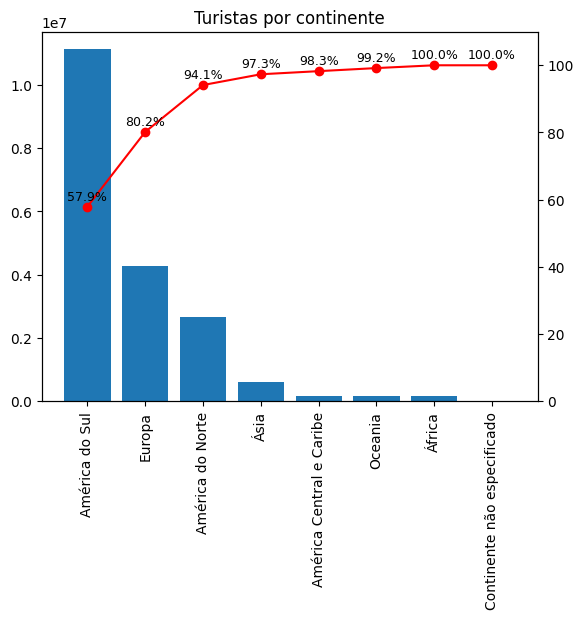 Turistas por continente
1e7
1.0
0.8
0.6
0.4
0.2
0.0
57.9%
80.2%
94.1%
97.3%
98.3%
99.2%
100.0%
100.0%
100
80
60
40
20
0
América do Sul
Europa
América do Norte
Ásia
América Central e Caribe
Oceania
África
Continente não especificado